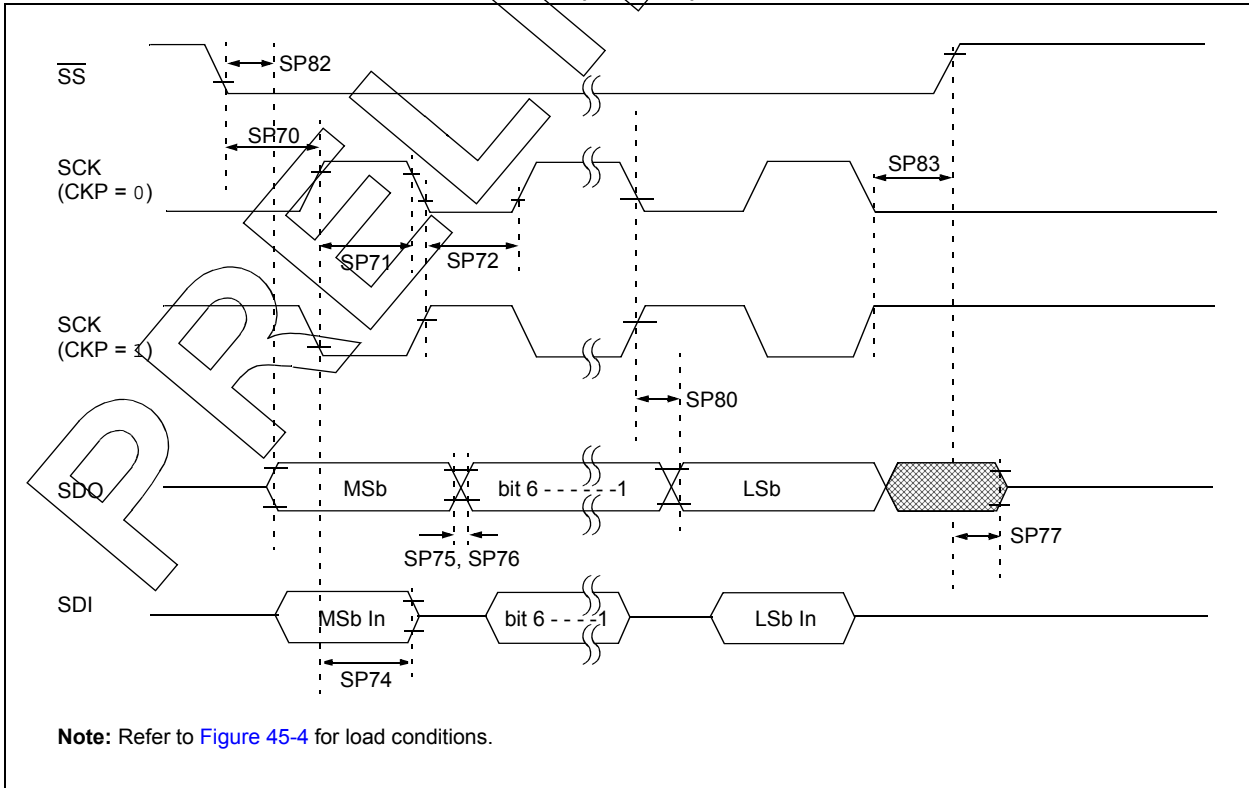 SS
SP82
SP70
SCK
(CKP = 0)
SP83
SP71
SP72
SCK
(CKP = 1)
SP80
SDO
MSb
bit 6 - - - - - -1
LSb
SP77
SP75, SP76
SDI
MSb In
bit 6 - - - -1
LSb In
SP74
Note: Refer to Figure 45-4 for load conditions.
PREL